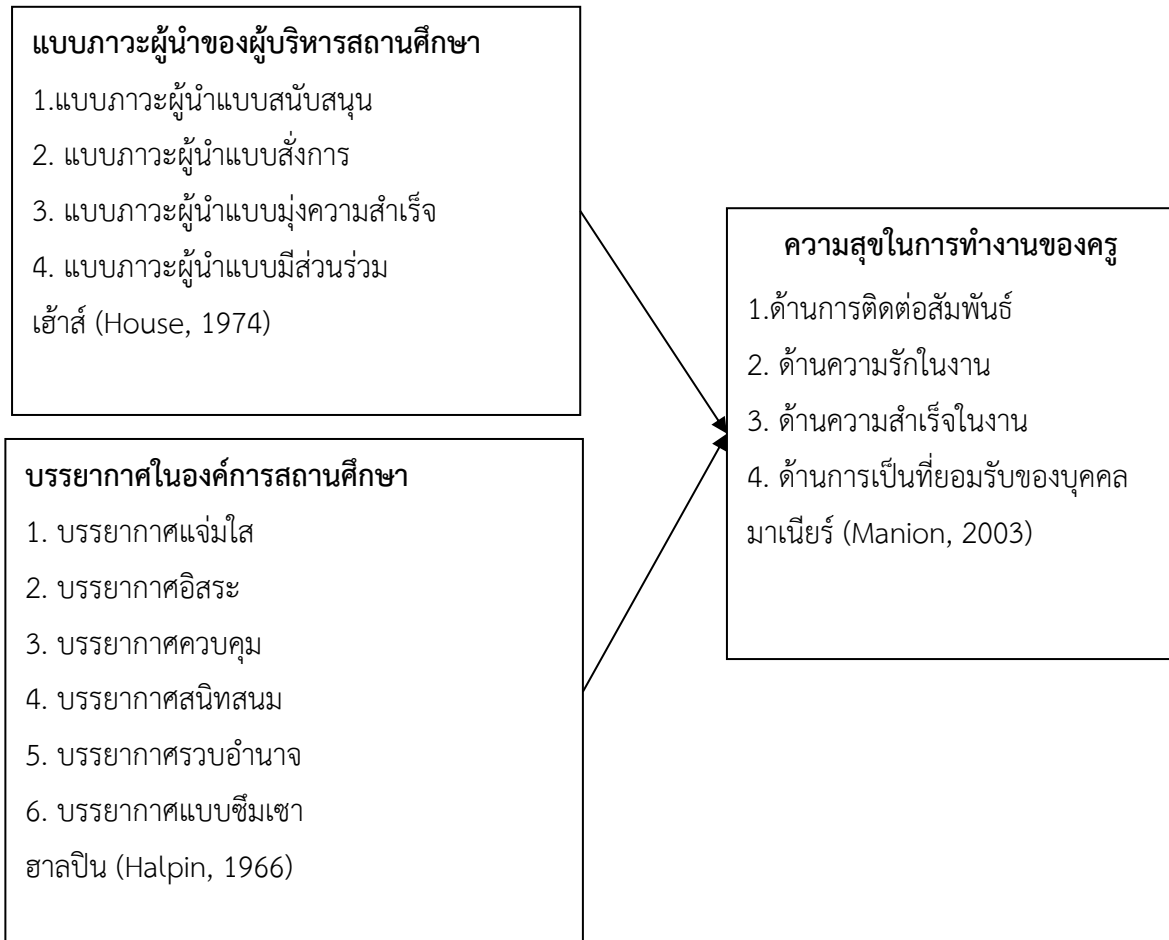 แบบภาวะผู้นำของผู้บริหารสถานศึกษา
1.แบบภาวะผู้นำแบบสนับสนุน
2. แบบภาวะผู้นำแบบสั่งการ
3. แบบภาวะผู้นำแบบมุ่งความสำเร็จ
4. แบบภาวะผู้นำแบบมีส่วนร่วม
เฮ้าส์ (House, 1974)
บรรยากาศในองค์การสถานศึกษา
1. บรรยากาศแจ่มใส
2. บรรยากาศอิสระ
3. บรรยากาศควบคุม
4. บรรยากาศสนิทสนม
5. บรรยากาศรวบอำนาจ
6. บรรยากาศแบบซึมเซา
ฮาลปิน (Halpin, 1966)
ความสุขในการทำงานของครู
1.ด้านการติดต่อสัมพันธ์
2. ด้านความรักในงาน
3. ด้านความสำเร็จในงาน
4. ด้านการเป็นที่ยอมรับของบุคคล
มาเนียร์ (Manion, 2003)